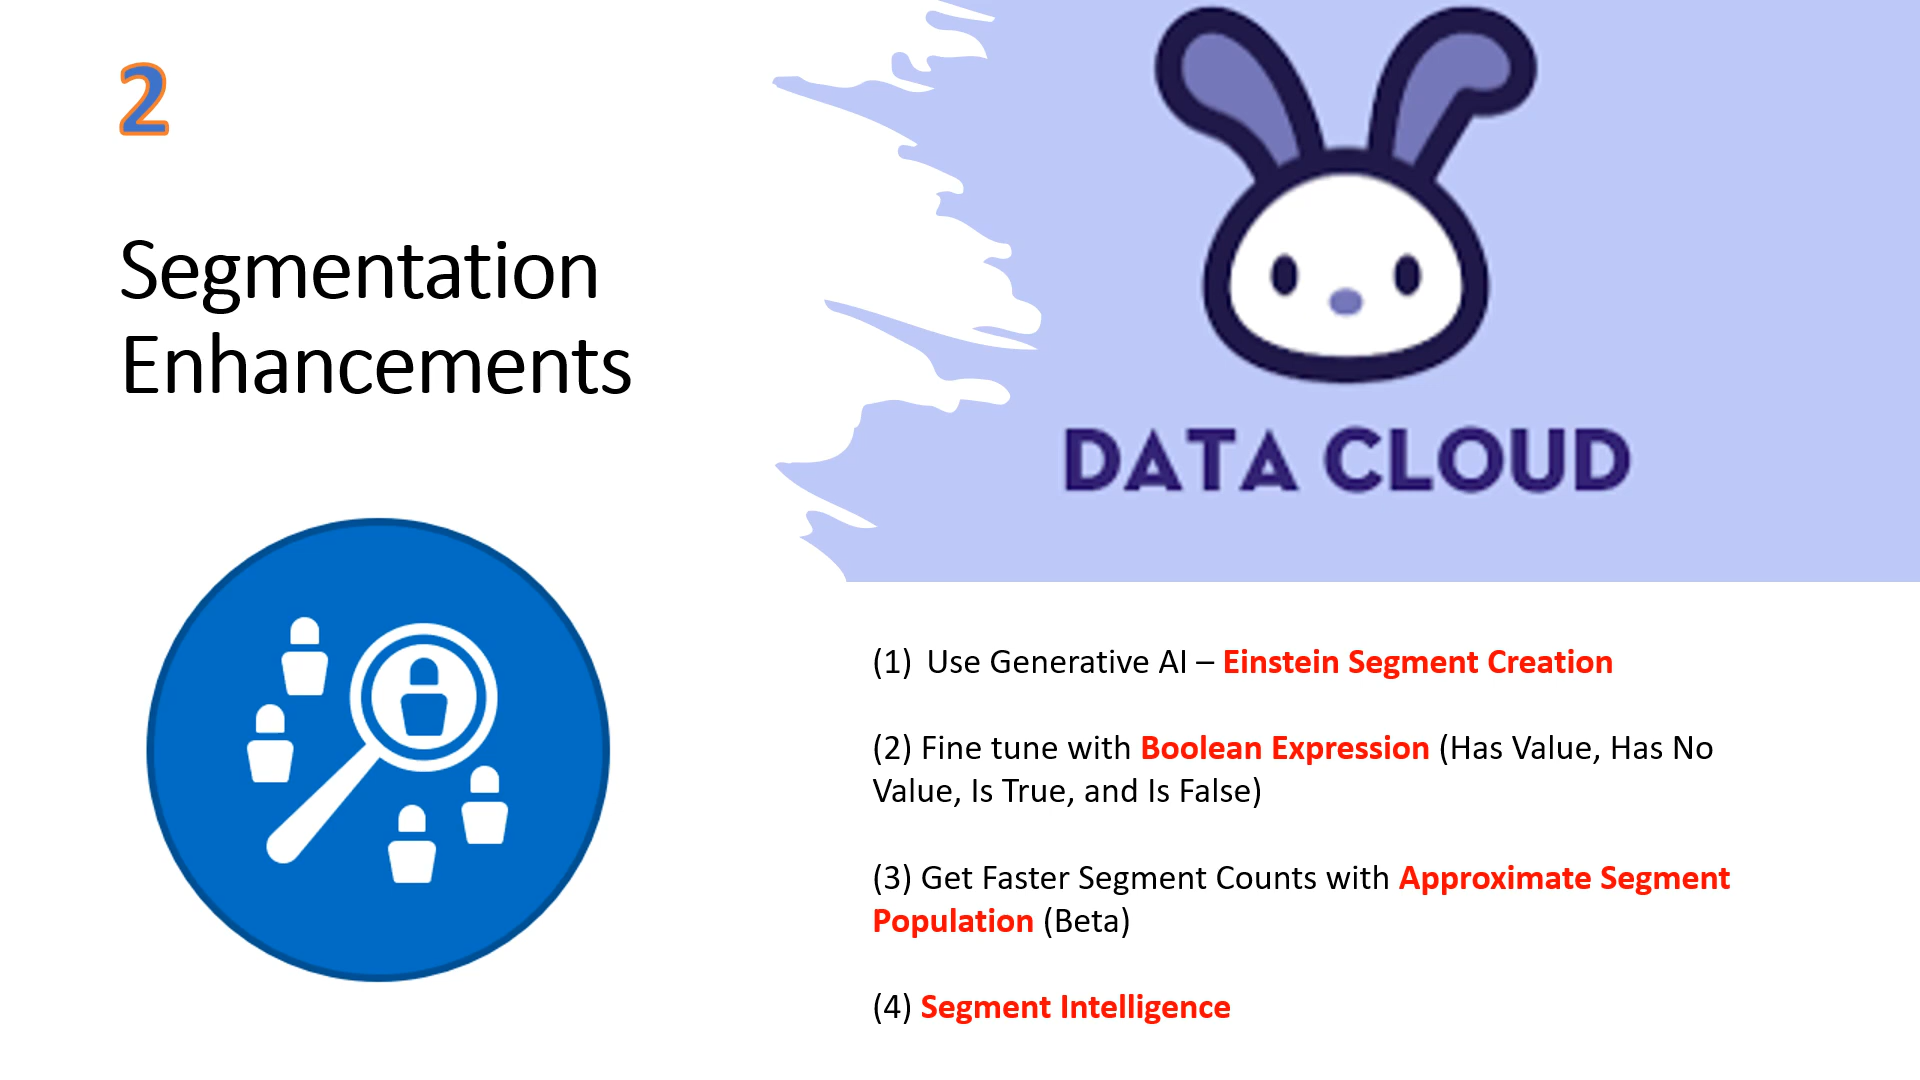 2
Segmentation
Enhancements
DATA CLOUD
(1) Use Generative AI – Einstein Segment Creation
(2) Fine tune with Boolean Expression (Has Value, Has No
Value, Is True, and Is False)
(3) Get Faster Segment Counts with Approximate Segment
Population (Beta)
(4) Segment Intelligence